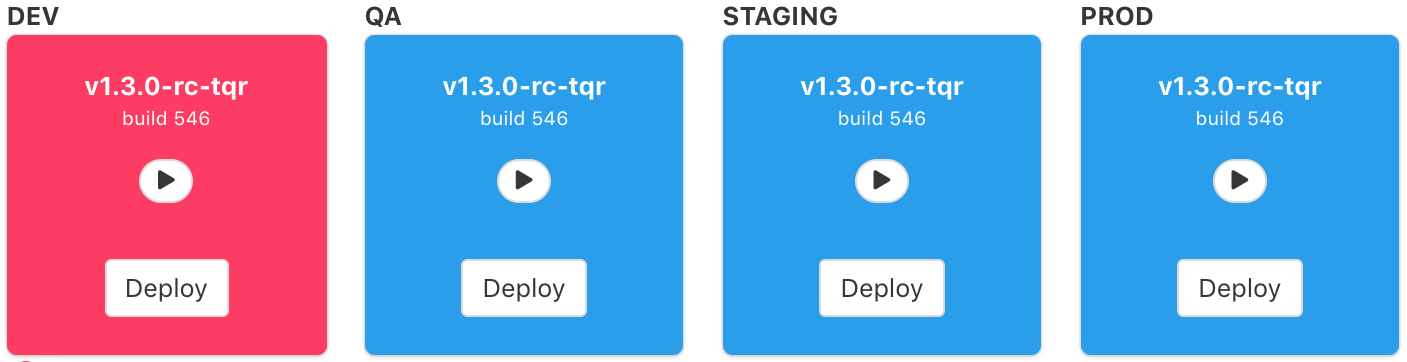 DEV
v1.3.0-rc-tqr
build 546
Deploy
QA
v1.3.0-rc-tqr
build 546
Deploy
STAGING
v1.3.0-rc-tqr
build 546
Deploy
PROD
v1.3.0-rc-tqr
build 546
Deploy